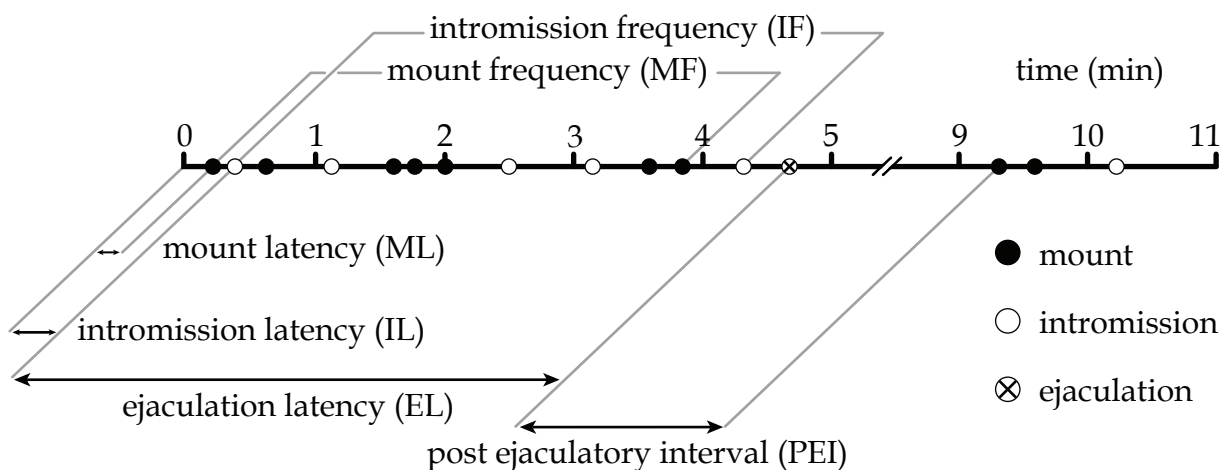 intromission frequency (IF)
mount frequency (MF)
time (min)
0 1 2 3 4 5 9 10 11
mount latency (ML)
mount
intromission latency (IL)
intromission
ejaculation latency (EL)
ejaculation
post ejaculatory interval (PEI)